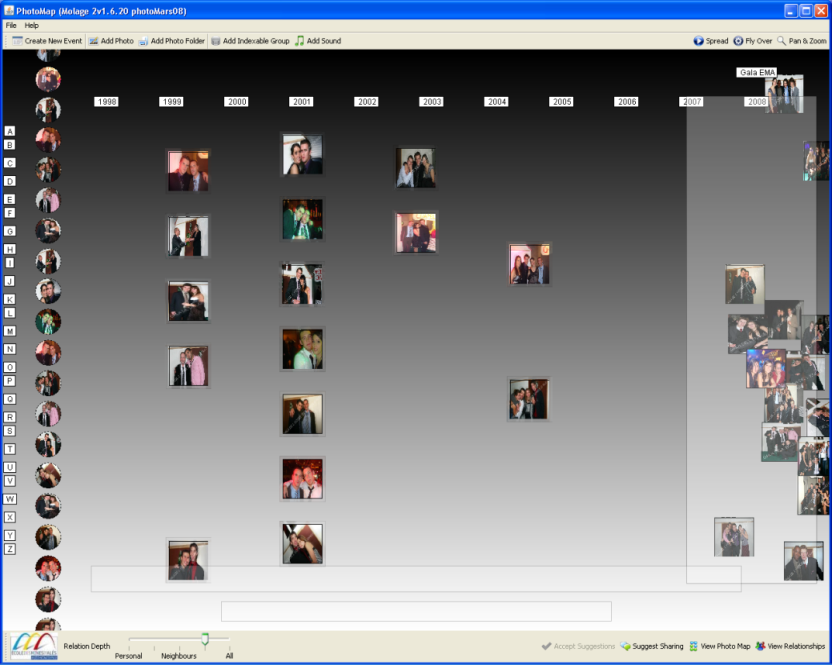 PhotoMap (Molage 2v1.6.20 photoMars08)
File Help
Create New Event Add Photo Add Photo Folder Add Indexable Group Add Sound Spread Fly Over Pan & Zoom
Gala EMA
1998 1999 2000 2001 2002 2003 2004 2005 2006 2007 2008
A
B
C
D
E
F
G
H
I
J
K
L
M
N
O
P
Q
R
S
T
U
V
W
X
Y
Z
Relation Depth
Personal Neighbours All
Accept Suggestions Suggest Sharing View Photo Map View Relationships